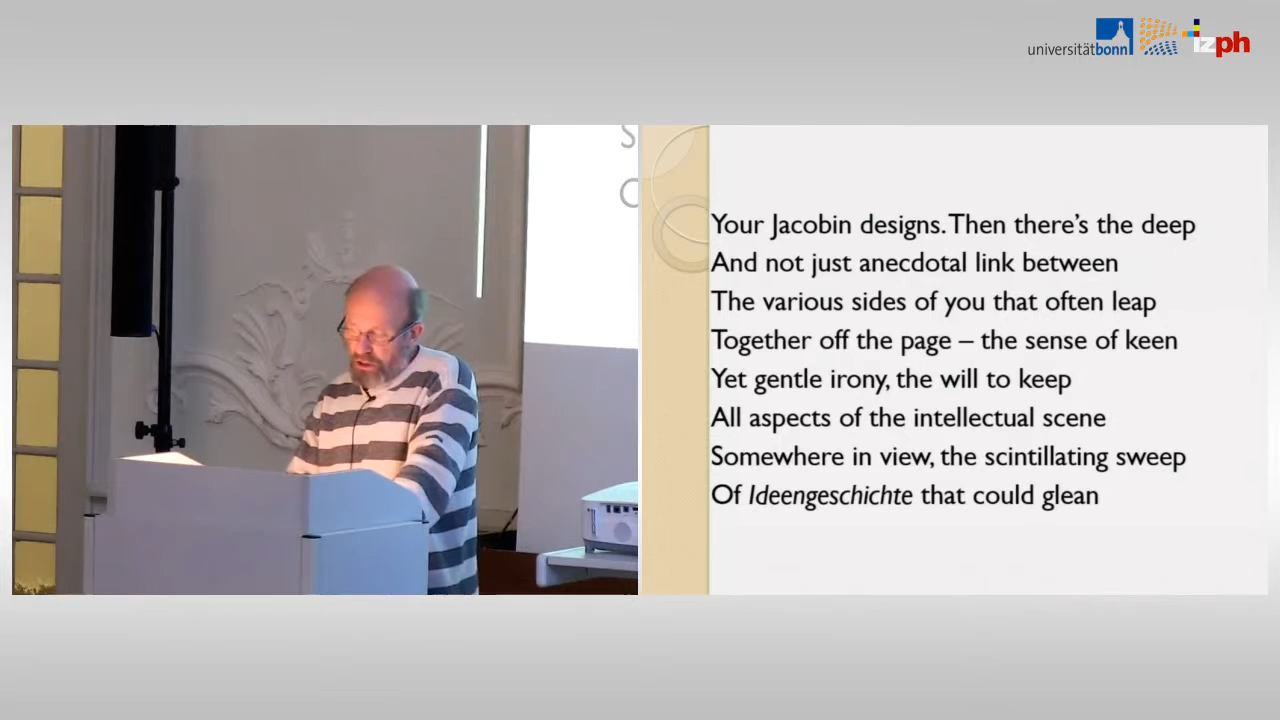 universitätbonn
izph
S
Your Jacobin designs. Then there's the deep
And not just anecdotal link between
The various sides of you that often leap
Together off the page – the sense of keen
Yet gentle irony, the will to keep
All aspects of the intellectual scene
Somewhere in view, the scintillating sweep
Of Ideengeschichte that could glean